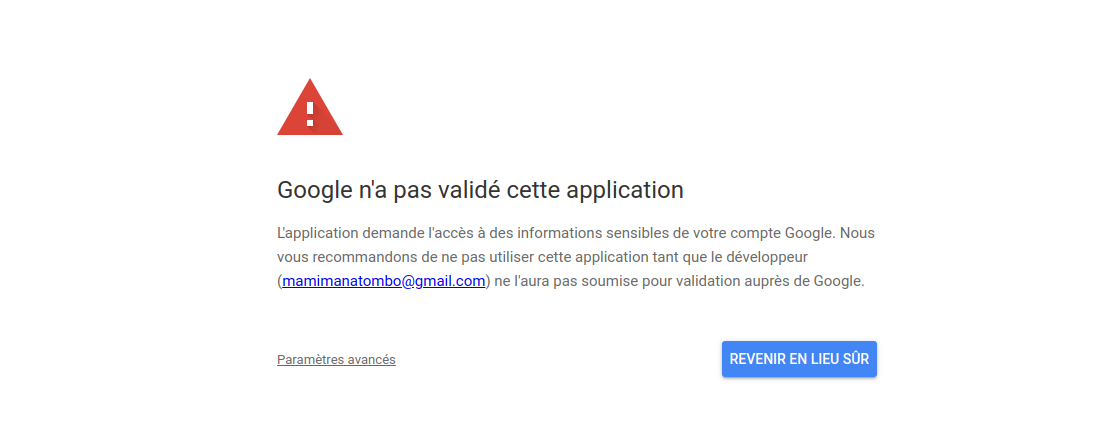 Google n'a pas validé cette application
L'application demande l'accès à des informations sensibles de votre compte Google. Nous
vous recommandons de ne pas utiliser cette application tant que le développeur
(mamimanatombo@gmail.com) ne l'aura pas soumise pour validation auprès de Google.
Paramètres avancés
REVENIR EN LIEU SÛR